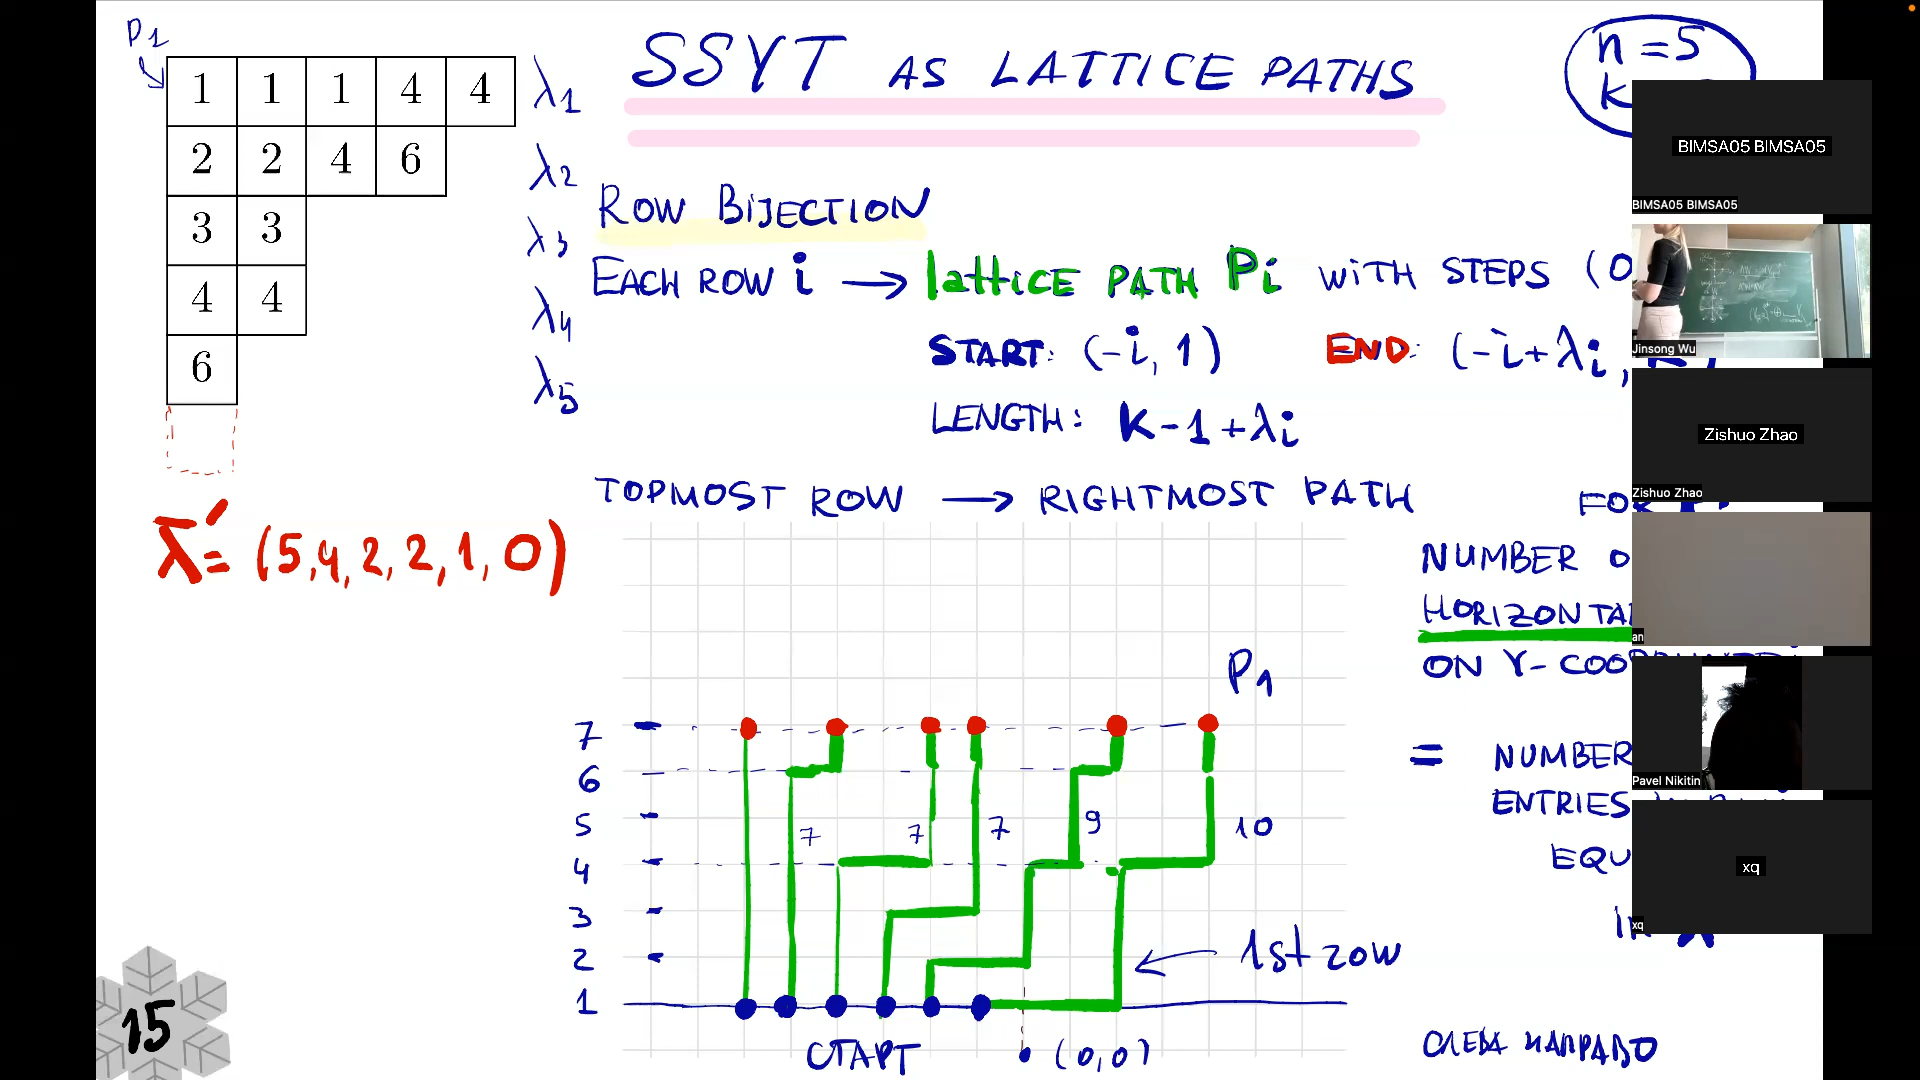 P1
1 1 1 4 4 λ1
2 2 4 6 λ2
3 3 λ3
4 4 λ4
6 λ5
λ' = (5,4,2,2,1,0)
15
SSYT AS LATTICE PATHS
n=5
K
ROW BIJECTION
EACH ROW i → lattice PATH Pi WITH STEPS (0
START: (-i, 1) END: (-i+λi,
LENGTH: K-1+λi
TOPMOST ROW → RIGHTMOST PATH
NUMBER O
HORIZONTA
ON Y-COO
= NUMBER
ENTRIES
EQU
IN λ
P1
7
6
5
4
3
2
1
7 7 7 9 10
1st row
СТАРТ
(0,0)
BIMSA05 BIMSA05
BIMSA05 BIMSA05
Jinsong Wu
Zishuo Zhao
Zishuo Zhao
an
Pavel Nikitin
xq
xq